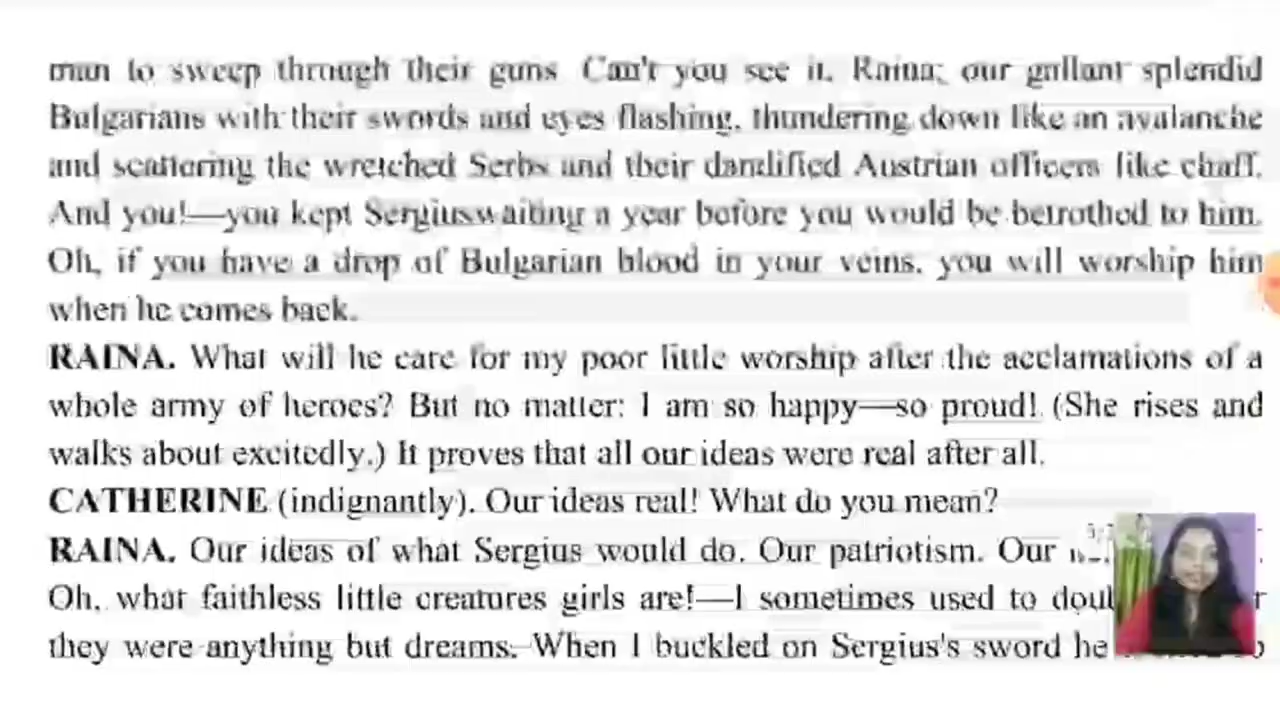 man to sweep through their guns. Can't you see it, Raina; our gallant splendid
Bulgarians with their swords and eyes flashing, thundering down like an avalanche
and scattering the wretched Serbs and their dandified Austrian officers like chaff.
And you!—you kept Sergius waiting a year before you would be betrothed to him.
Oh, if you have a drop of Bulgarian blood in your veins, you will worship him
when he comes back.
RAINA. What will he care for my poor little worship after the acclamations of a
whole army of heroes? But no matter: I am so happy—so proud! (She rises and
walks about excitedly.) It proves that all our ideas were real after all.
CATHERINE (indignantly). Our ideas real! What do you mean?
RAINA. Our ideas of what Sergius would do. Our patriotism. Our
Oh, what faithless little creatures girls are!—I sometimes used to
they were anything but dreams. When I buckled on Sergius's sword he